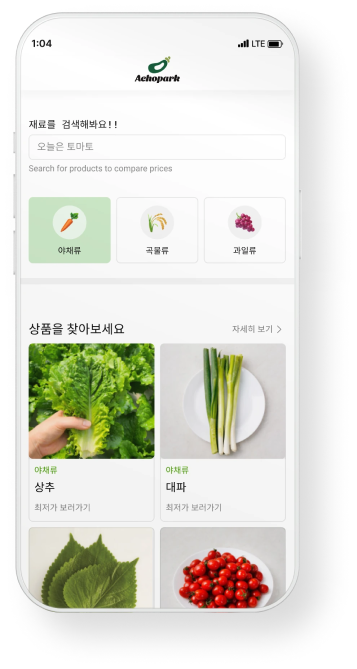 1:04 LTE
Achopark
재료를 검색해봐요!!
오늘은 토마토
Search for products to compare prices
야채류 곡물류 과일류
상품을 찾아보세요 자세히 보기 >
야채류 야채류
상추 대파
최저가 보러가기 최저가 보러가기